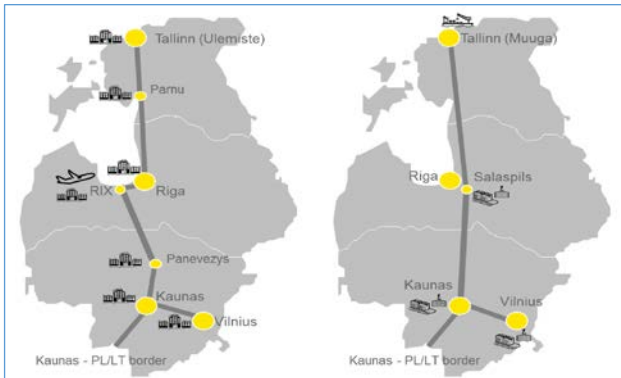 Tallinn (Ulemiste)
Parnu
RIX
Riga
Panevezys
Kaunas
Vilnius
Kaunas - PL/LT border
Tallinn (Muuga)
Riga
Salaspils
Kaunas
Vilnius
Kaunas - PL/LT border